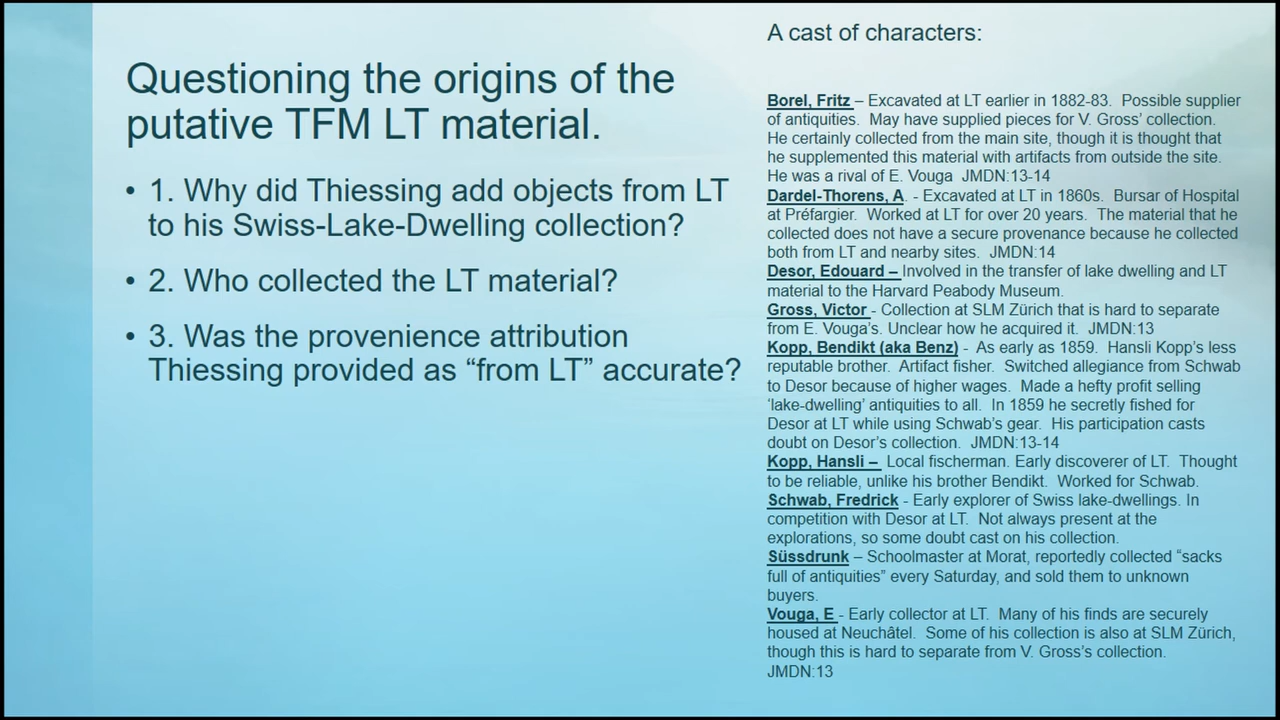 Questioning the origins of the
putative TFM LT material.
• 1. Why did Thiessing add objects from LT
to his Swiss-Lake-Dwelling collection?
• 2. Who collected the LT material?
• 3. Was the provenience attribution
Thiessing provided as “from LT” accurate?
A cast of characters:
Borel, Fritz – Excavated at LT earlier in 1882-83. Possible supplier
of antiquities. May have supplied pieces for V. Gross’ collection.
He certainly collected from the main site, though it is thought that
he supplemented this material with artifacts from outside the site.
He was a rival of E. Vouga JMDN:13-14
Dardel-Thorens, A. - Excavated at LT in 1860s. Bursar of Hospital
at Préfargier. Worked at LT for over 20 years. The material that he
collected does not have a secure provenance because he collected
both from LT and nearby sites. JMDN:14
Desor, Edouard – Involved in the transfer of lake dwelling and LT
material to the Harvard Peabody Museum.
Gross, Victor - Collection at SLM Zürich that is hard to separate
from E. Vouga’s. Unclear how he acquired it. JMDN:13
Kopp, Bendikt (aka Benz) - As early as 1859. Hansli Kopp’s less
reputable brother. Artifact fisher. Switched allegiance from Schwab
to Desor because of higher wages. Made a hefty profit selling
‘lake-dwelling’ antiquities to all. In 1859 he secretly fished for
Desor at LT while using Schwab’s gear. His participation casts
doubt on Desor’s collection. JMDN:13-14
Kopp, Hansli – Local fischerman. Early discoverer of LT. Thought
to be reliable, unlike his brother Bendikt. Worked for Schwab.
Schwab, Fredrick - Early explorer of Swiss lake-dwellings. In
competition with Desor at LT. Not always present at the
explorations, so some doubt cast on his collection.
Süssdrunk – Schoolmaster at Morat, reportedly collected “sacks
full of antiquities” every Saturday, and sold them to unknown
buyers.
Vouga, E - Early collector at LT. Many of his finds are securely
housed at Neuchâtel. Some of his collection is also at SLM Zürich,
though this is hard to separate from V. Gross’s collection.
JMDN:13